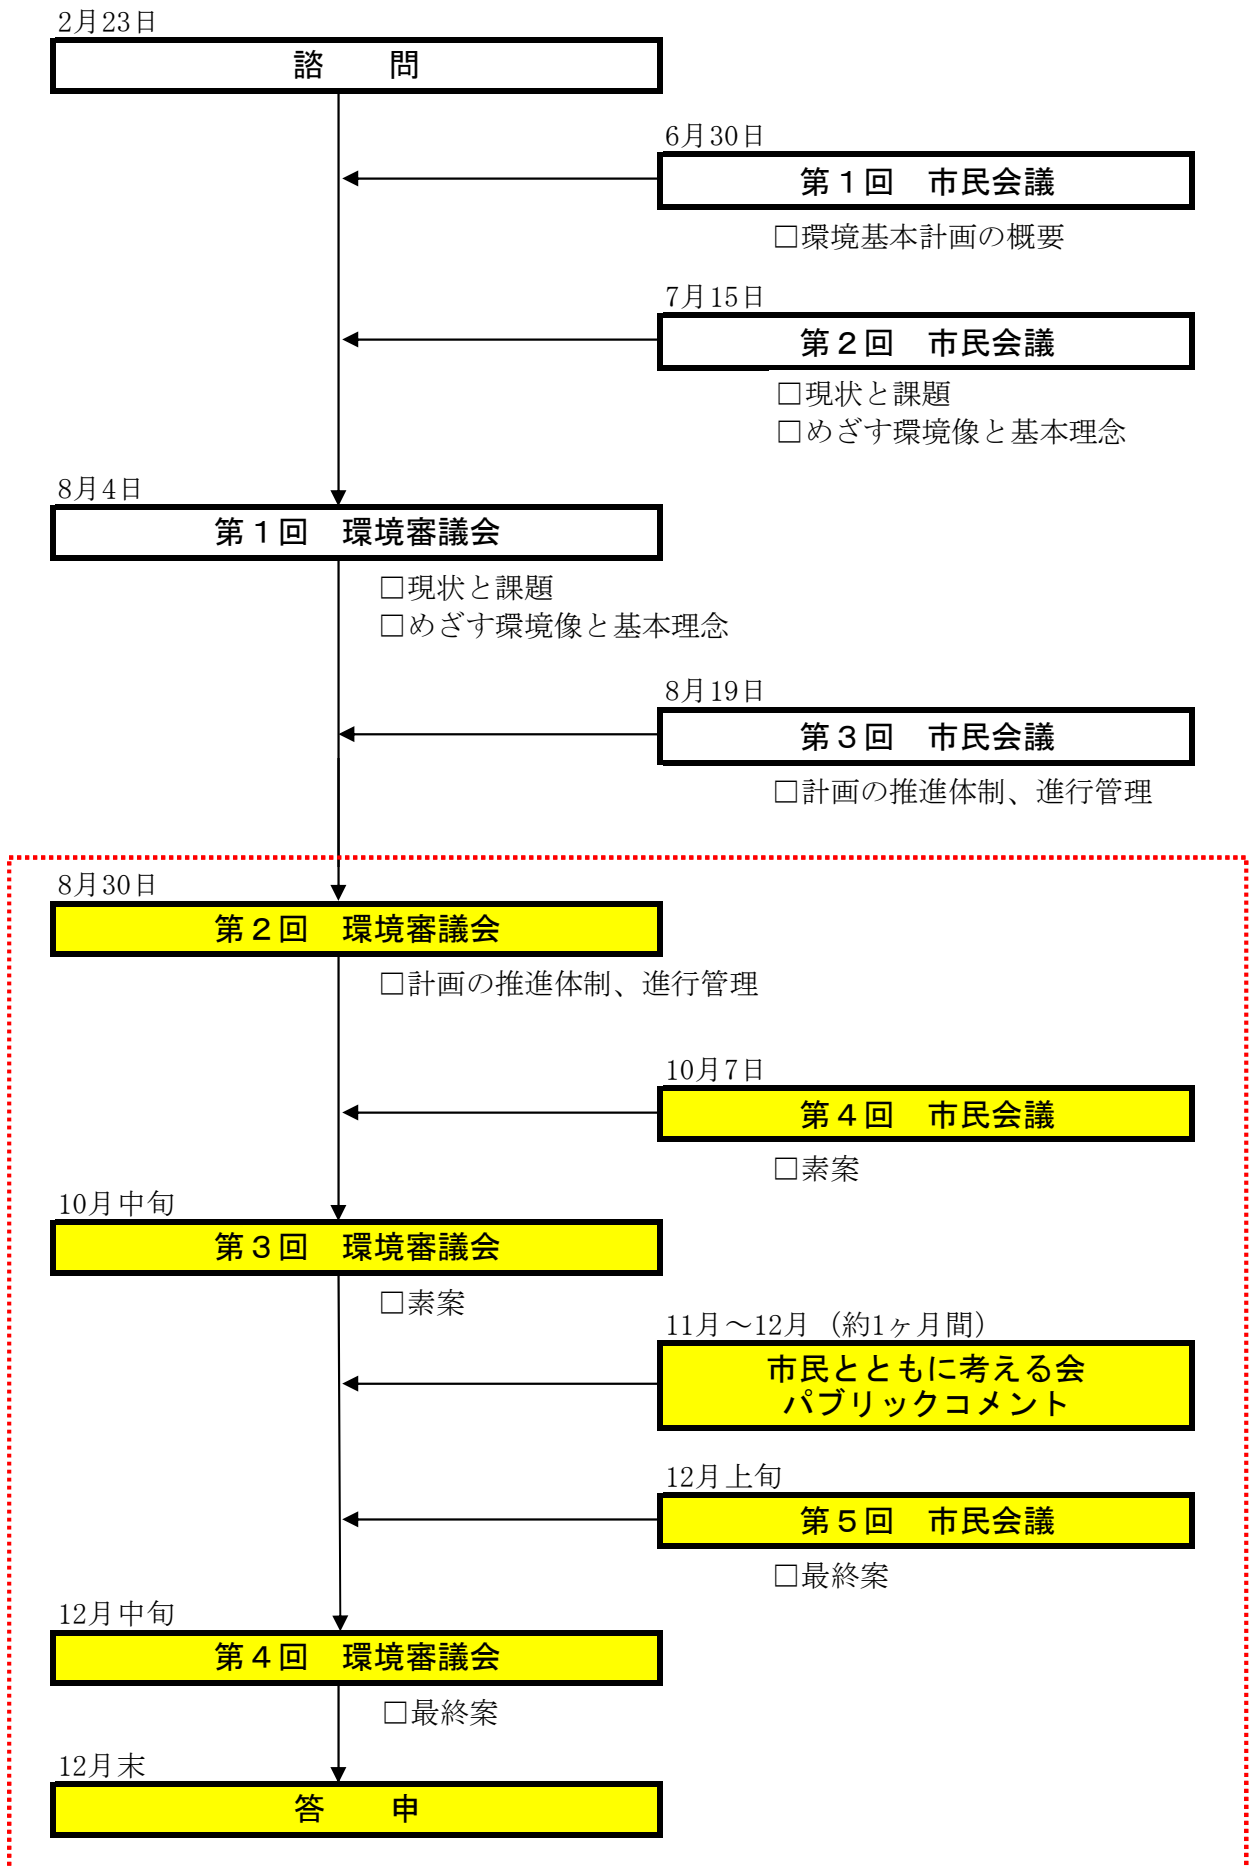 2月23日
諮　　問
6月30日
第１回　市民会議
□環境基本計画の概要
7月15日
第２回　市民会議
□現状と課題
□めざす環境像と基本理念
8月4日
第１回　環境審議会
□現状と課題
□めざす環境像と基本理念
8月19日
第３回　市民会議
□計画の推進体制、進行管理
8月30日
第２回　環境審議会
□計画の推進体制、進行管理
10月7日
第４回　市民会議
□素案
10月中旬
第３回　環境審議会
□素案
11月～12月（約1ヶ月間）
市民とともに考える会
パブリックコメント
12月上旬
第５回　市民会議
□最終案
12月中旬
第４回　環境審議会
□最終案
12月末
答　　申